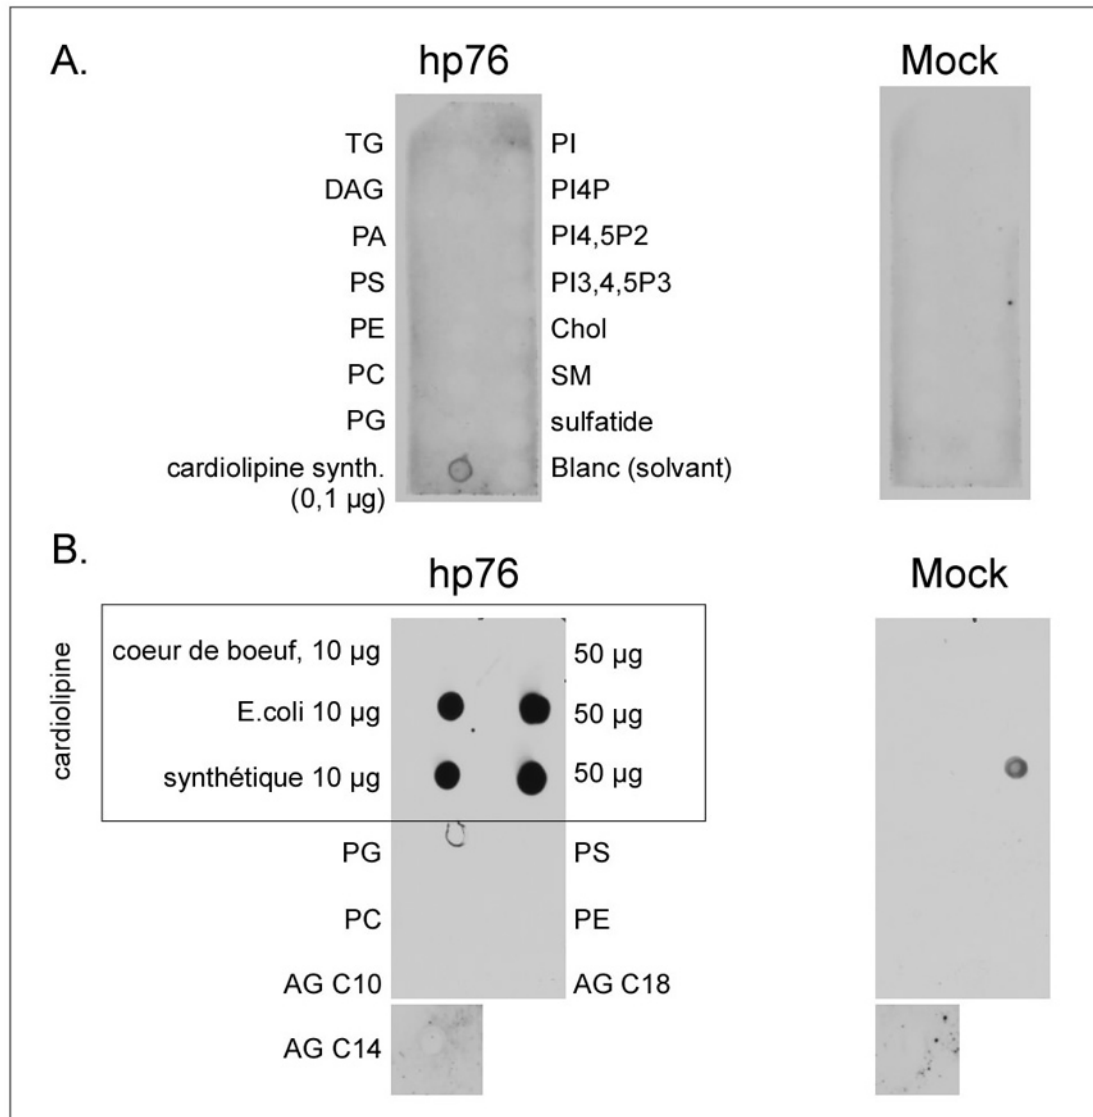 A.
hp76
Mock
TG
PI
DAG
PI4P
PA
PI4,5P2
PS
PI3,4,5P3
PE
Chol
PC
SM
PG
sulfatide
cardiolipine synth.
(0,1 µg)
Blanc (solvant)
B.
hp76
Mock
cardiolipine
coeur de boeuf, 10 µg
50 µg
E.coli 10 µg
50 µg
synthétique 10 µg
50 µg
PG
PS
PC
PE
AG C10
AG C18
AG C14